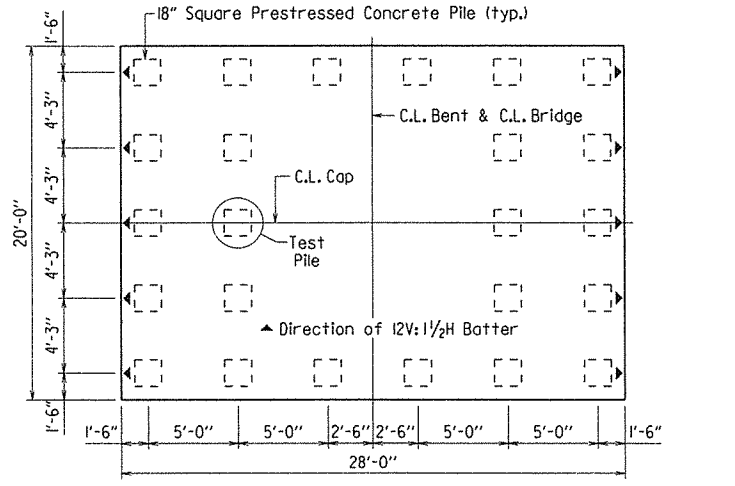 18" Square Prestressed Concrete Pile (typ.)
1'-6"
4'-3"
C.L. Bent & C.L. Bridge
4'-3"
C.L. Cap
20'-0"
Test
Pile
4'-3"
Direction of 12V:1½H Batter
4'-3"
1'-6"
1'-6" 5'-0" 5'-0" 2'-6" 2'-6" 5'-0" 5'-0" 1'-6"
28'-0"